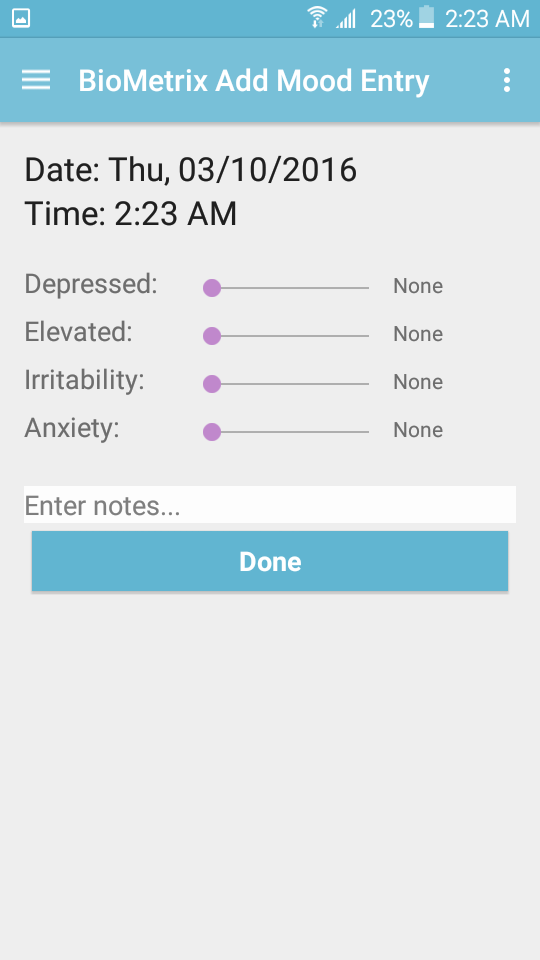 23% 2:23 AM
BioMetrix Add Mood Entry
Date: Thu, 03/10/2016
Time: 2:23 AM
Depressed: None
Elevated: None
Irritability: None
Anxiety: None
Enter notes...
Done